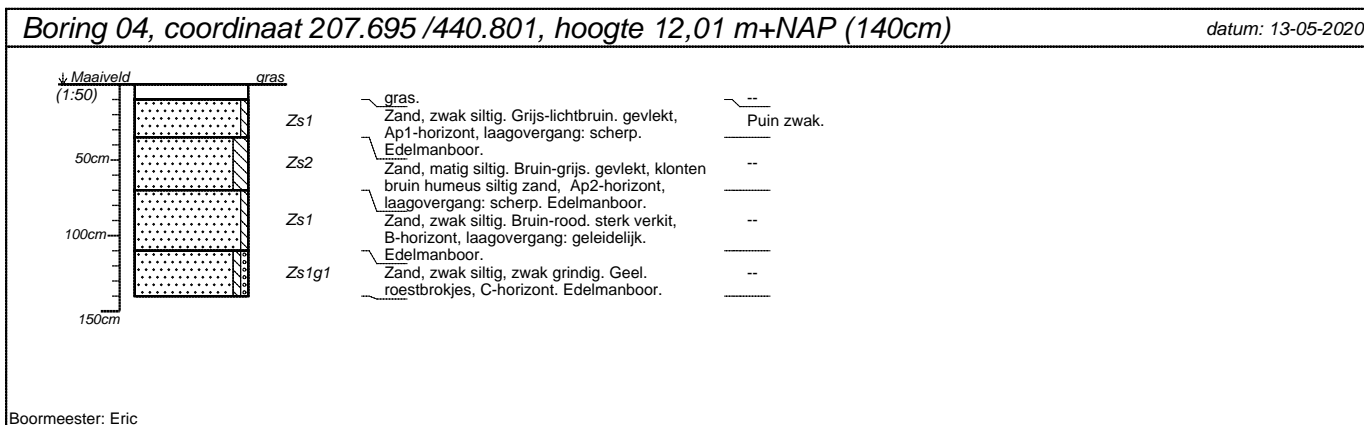 Boring 04, coordinaat 207.695 /440.801, hoogte 12,01 m+NAP (140cm)
datum: 13-05-2020
Maaiveld
gras
(1:50)
gras.
--
Zs1
Zand, zwak siltig. Grijs-lichtbruin. gevlekt,
Ap1-horizont, laagovergang: scherp.
Edelmanboor.
Puin zwak.
50cm
Zs2
Zand, matig siltig. Bruin-grijs. gevlekt, klonten
bruin humeus siltig zand, Ap2-horizont,
laagovergang: scherp. Edelmanboor.
--
Zs1
Zand, zwak siltig. Bruin-rood. sterk verkit,
B-horizont, laagovergang: geleidelijk.
Edelmanboor.
--
100cm
Zs1g1
Zand, zwak siltig, zwak grindig. Geel.
roestbrokjes, C-horizont. Edelmanboor.
--
150cm
Boormeester: Eric